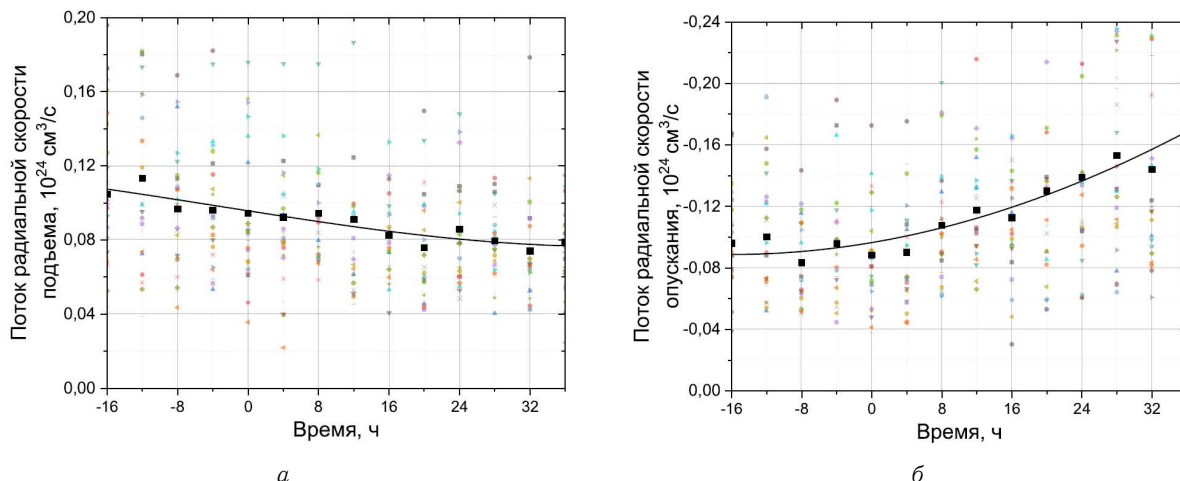 Поток радиальной скорости
подъема, 10²⁴ см³/с
0,20
0,16
0,12
0,08
0,04
0,00
-16 -8 0 8 16 24 32
Время, ч
а
Поток радиальной скорости
опускания, 10²⁴ см³/с
-0,24
-0,20
-0,16
-0,12
-0,08
-0,04
0,00
-16 -8 0 8 16 24 32
Время, ч
б